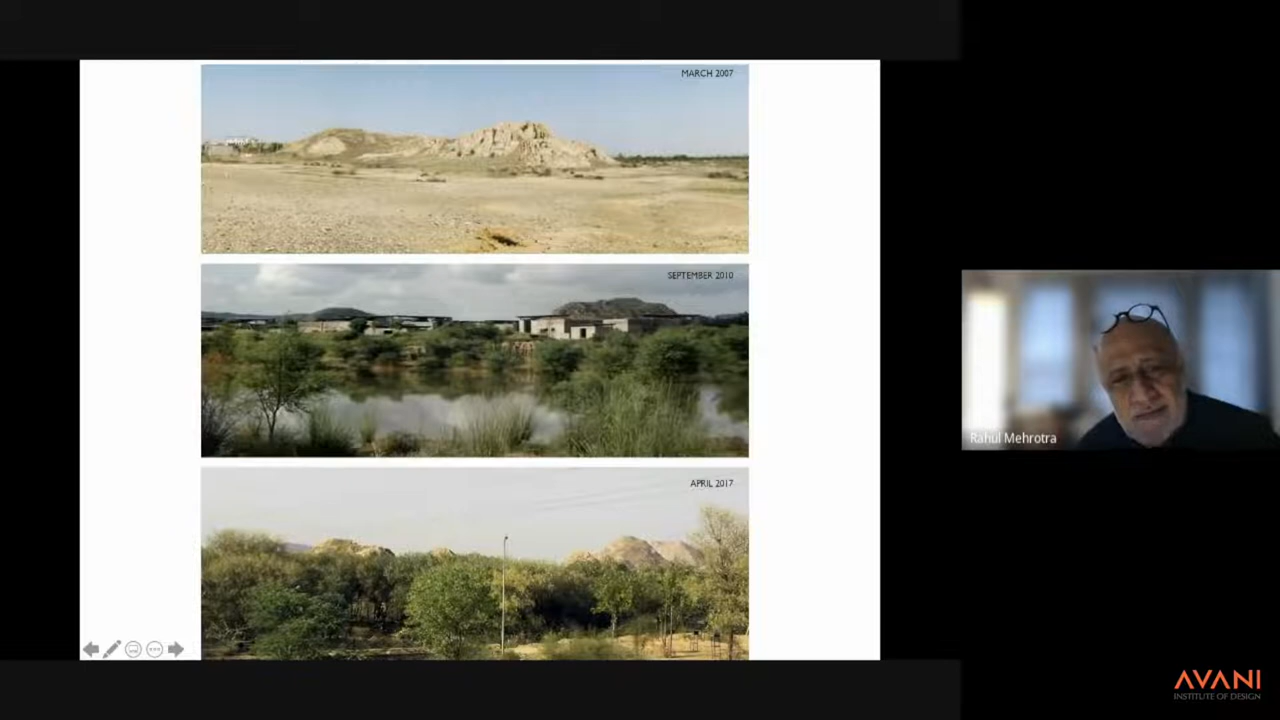 MARCH 2007
SEPTEMBER 2010
APRIL 2017
Rahul Mehrotra
AVANI
INSTITUTE OF DESIGN